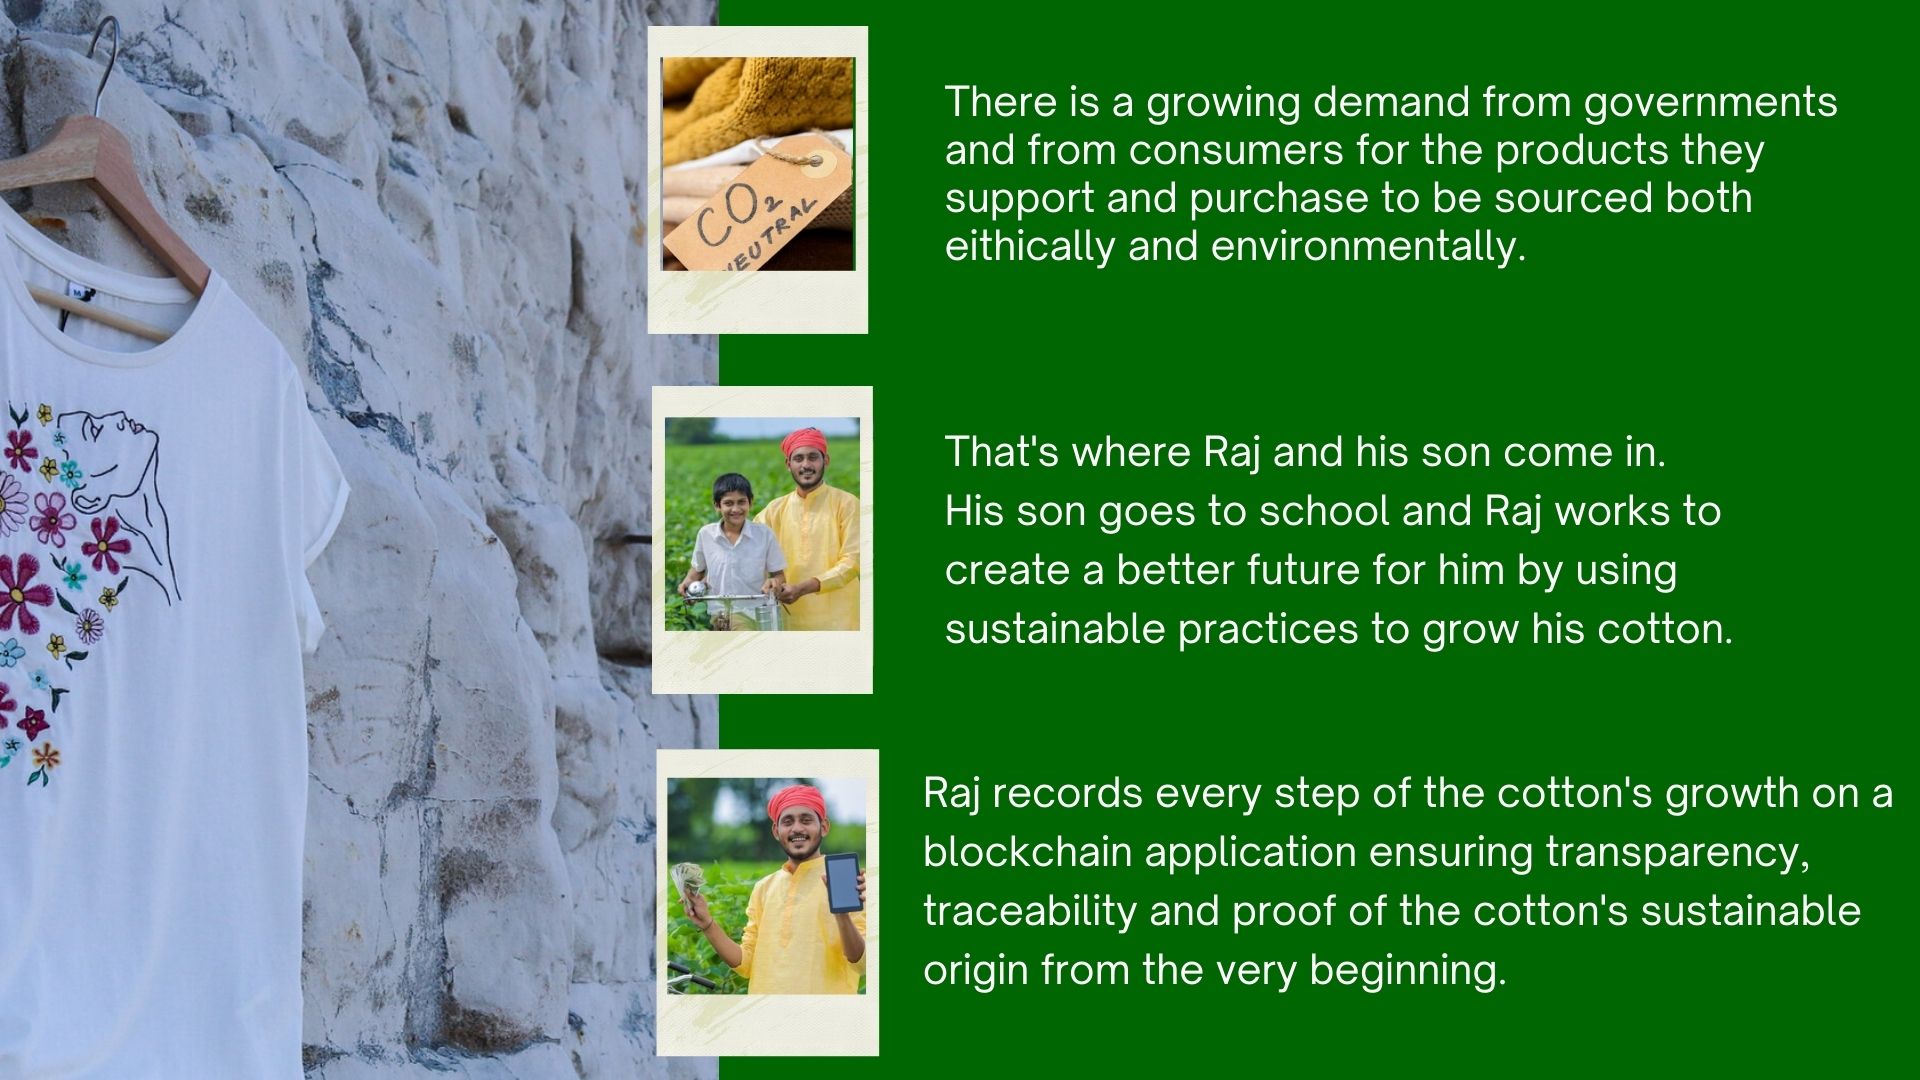 CO₂
NEUTRAL
There is a growing demand from governments
and from consumers for the products they
support and purchase to be sourced both
eithically and environmentally.
M
That's where Raj and his son come in.
His son goes to school and Raj works to
create a better future for him by using
sustainable practices to grow his cotton.
Raj records every step of the cotton's growth on a
blockchain application ensuring transparency,
traceability and proof of the cotton's sustainable
origin from the very beginning.